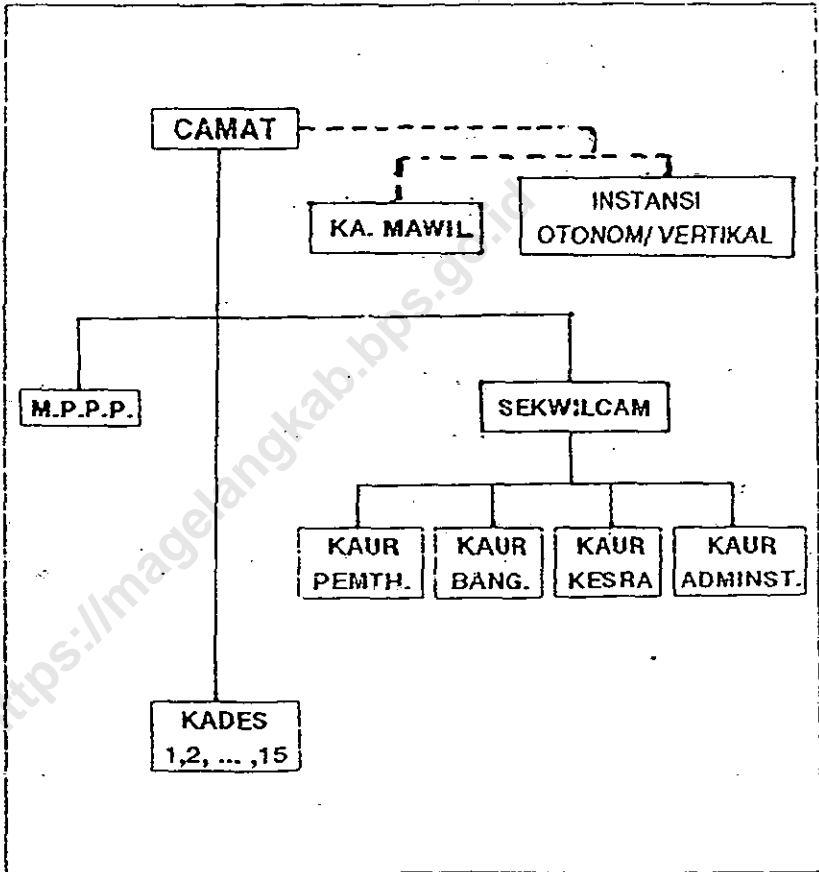 CAMAT
KA. MAWIL
INSTANSI
OTONOM/ VERTIKAL
M.P.P.P.
SEKWILCAM
KAUR
PEMTH.
KAUR
BANG.
KAUR
KESRA
KAUR
ADMINST.
KADES
1,2, ... ,15
https://magelangkab.bps.go.id